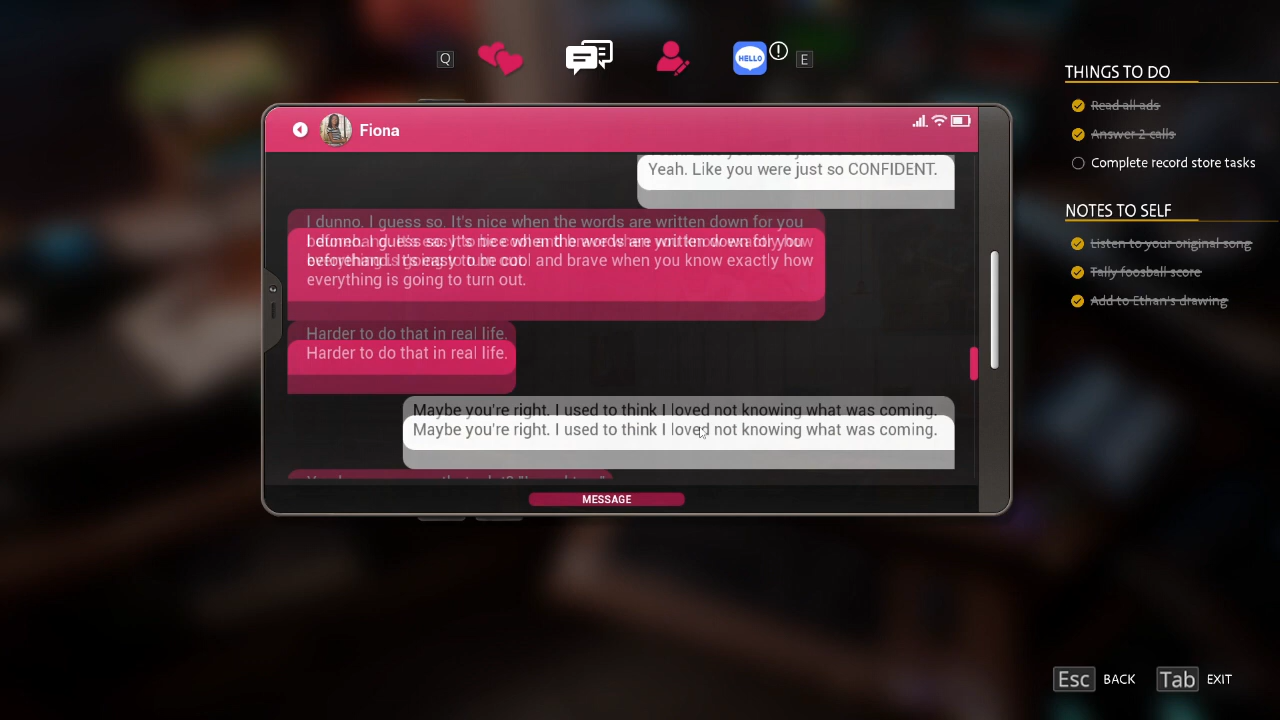 Q
HELLO
!
E
THINGS TO DO
Read all ads
Answer 2 calls
Complete record store tasks
NOTES TO SELF
Listen to your original song
Tally foosball score
Add to Ethan's drawing
Fiona
Yeah. Like you were just so CONFIDENT.
I dunno. I guess so. It's nice when the words are written down for you
beforehand. It's easy to be cool and brave when you know exactly how
everything is going to turn out.
Harder to do that in real life.
Harder to do that in real life.
Maybe you're right. I used to think I loved not knowing what was coming.
Maybe you're right. I used to think I loved not knowing what was coming.
MESSAGE
Esc BACK Tab EXIT